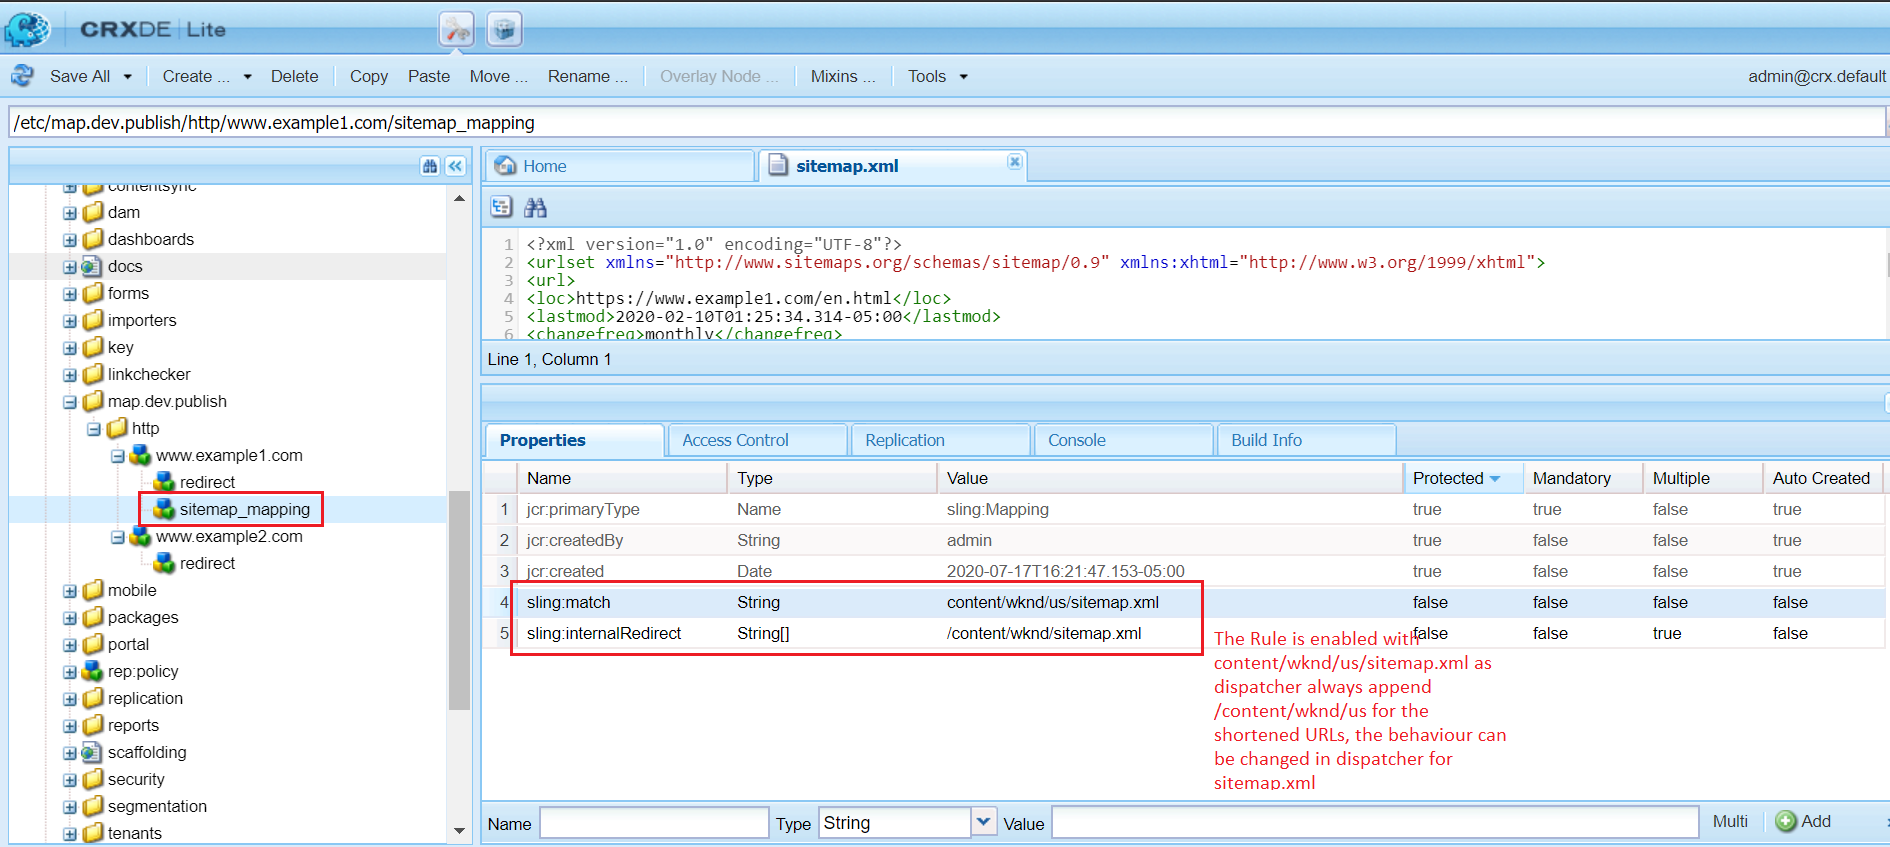 CRXDE | Lite
Save All Create ... Delete Copy Paste Move ... Rename ... Overlay Node ... Mixins ... Tools admin@crx.default
/etc/map.dev.publish/http/www.example1.com/sitemap_mapping
contentsync
dam
dashboards
docs
forms
importers
key
linkchecker
map.dev.publish
http
www.example1.com
redirect
sitemap_mapping
www.example2.com
redirect
mobile
packages
portal
rep:policy
replication
reports
scaffolding
security
segmentation
tenants
Home sitemap.xml
1 <?xml version="1.0" encoding="UTF-8"?>
2 <urlset xmlns="http://www.sitemaps.org/schemas/sitemap/0.9" xmlns:xhtml="http://www.w3.org/1999/xhtml">
3 <url>
4 <loc>https://www.example1.com/en.html</loc>
5 <lastmod>2020-02-10T01:25:34.314-05:00</lastmod>
6 <changefreq>monthly</changefreq>
Line 1, Column 1
Properties Access Control Replication Console Build Info
Name Type Value Protected Mandatory Multiple Auto Created
1 jcr:primaryType Name sling:Mapping true true false true
2 jcr:createdBy String admin true false false true
3 jcr:created Date 2020-07-17T16:21:47.153-05:00 true false false true
4 sling:match String content/wknd/us/sitemap.xml false false false false
5 sling:internalRedirect String[] /content/wknd/sitemap.xml false false true false
The Rule is enabled with
content/wknd/us/sitemap.xml as
dispatcher always append
/content/wknd/us for the
shortened URLs, the behaviour can
be changed in dispatcher for
sitemap.xml
Name Type String Value Multi Add